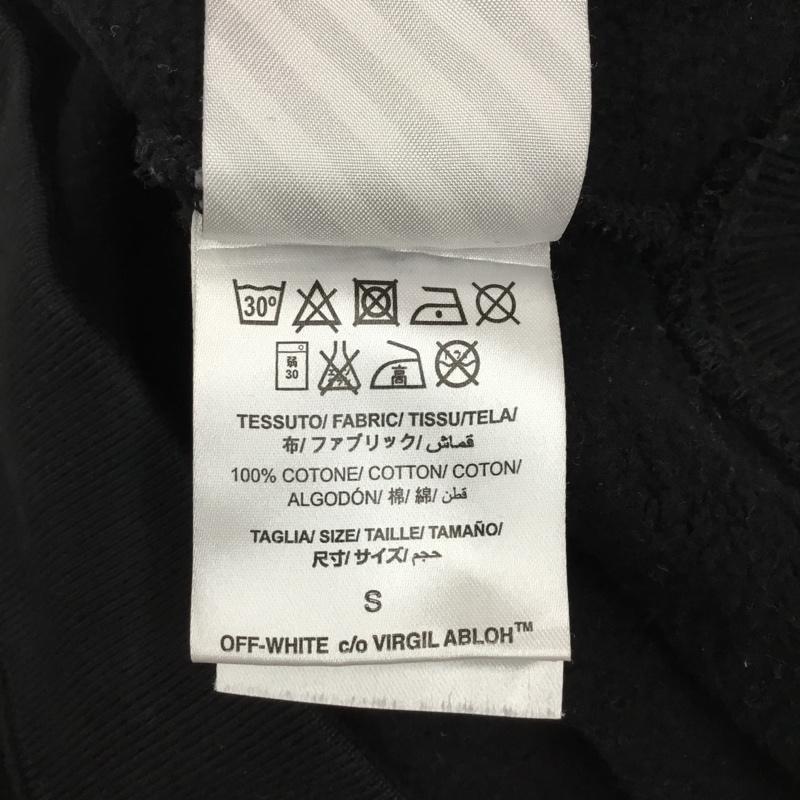 30°
弱
30
高
TESSUTO/ FABRIC/ TISSU/TELA/
布/ ファブリック/ قماش
100% COTONE/ COTTON/ COTON/
ALGODÓN/ 棉/ 綿/ قطن
TAGLIA/ SIZE/ TAILLE/ TAMAÑO/
尺寸/ サイズ/ حجم
S
OFF-WHITE c/o VIRGIL ABLOH™